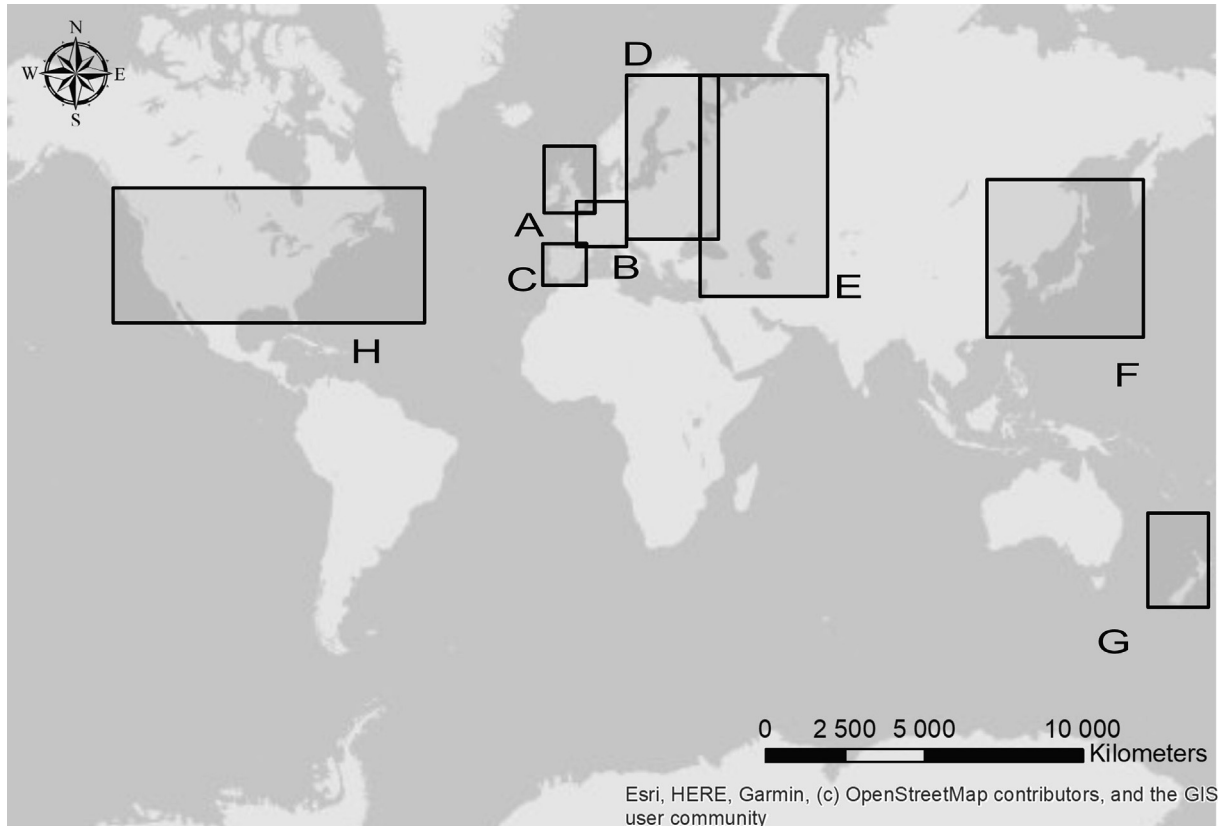 N
W E
S
D
A
B
C
E
H
F
G
0 2 500 5 000 10 000
Kilometers
Esri, HERE, Garmin, (c) OpenStreetMap contributors, and the GIS
user community